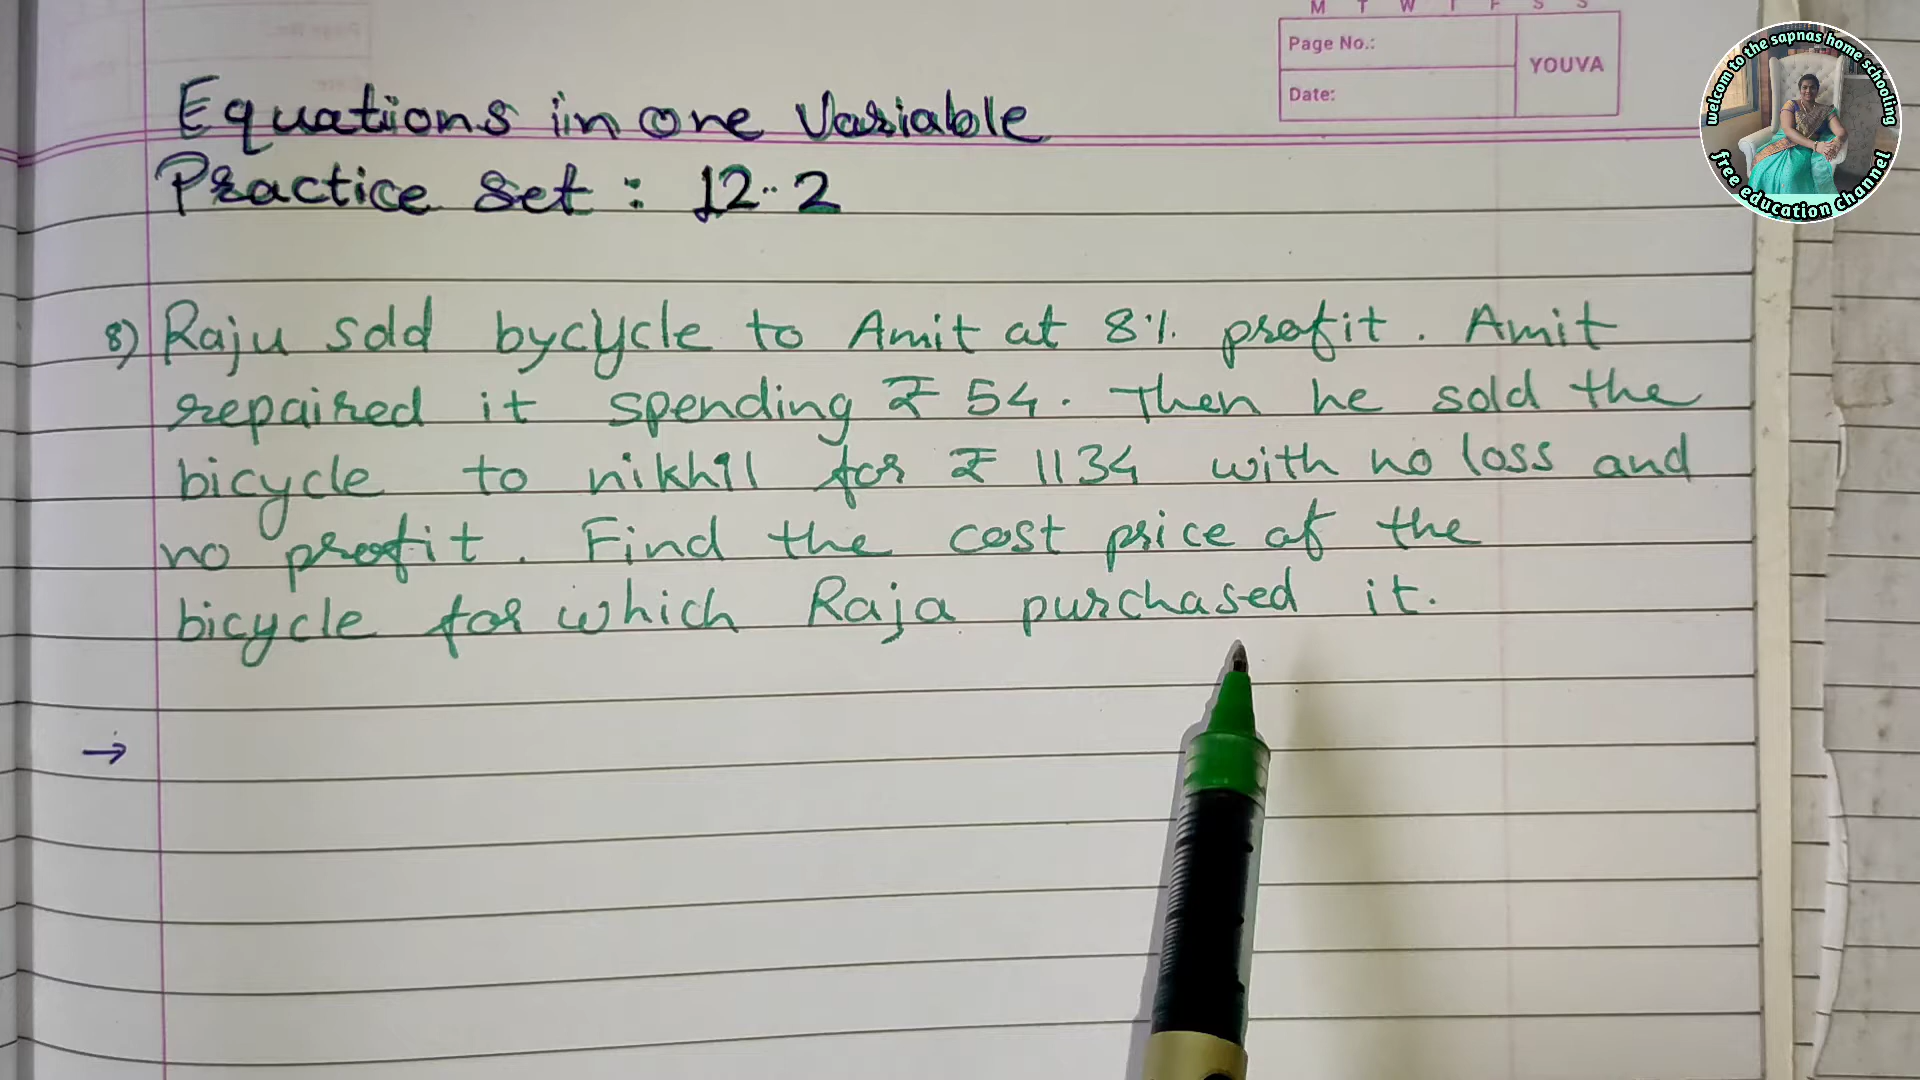 M T W T F S S
Page No.:
YOUVA
Date:
welcom to the sapnas home schooling
free education channel
Equations in one Variable
Practice set : 12.2
8) Raju sold bycycle to Amit at 8% profit. Amit
repaired it spending ₹ 54. Then he sold the
bicycle to nikhil for ₹ 1134 with no loss and
no profit. Find the cost price of the
bicycle for which Raja purchased it.
→